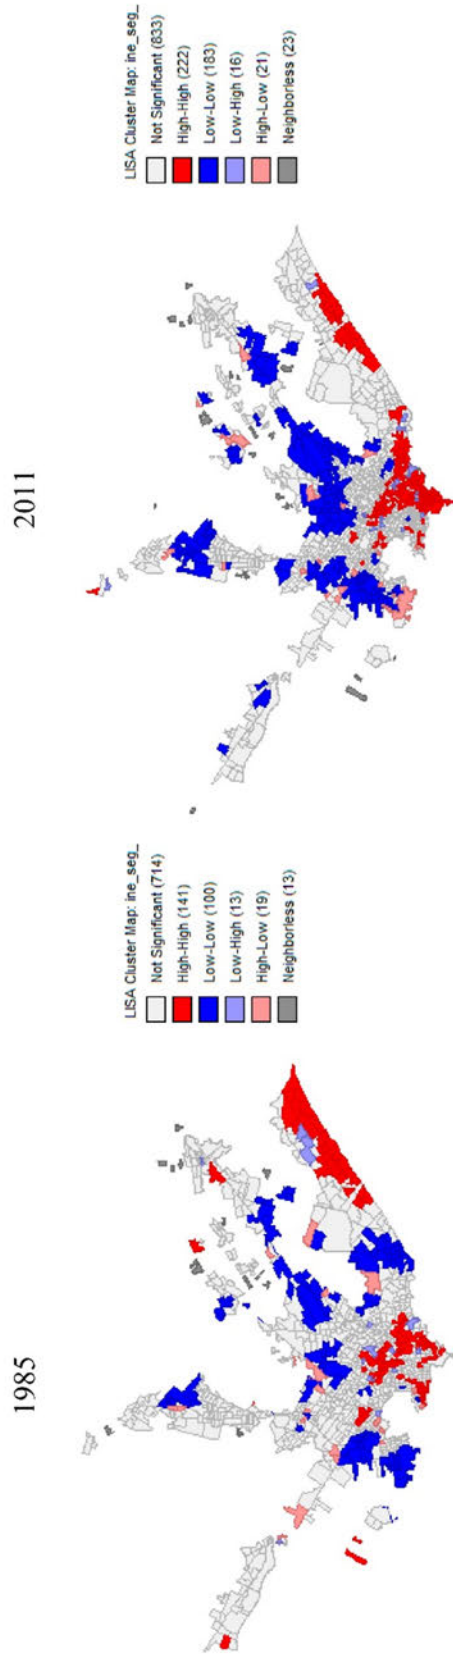 1985
LISA Cluster Map: ine_seg_
Not Significant (714)
High-High (141)
Low-Low (100)
Low-High (13)
High-Low (19)
Neighborless (13)
2011
LISA Cluster Map: ine_seg_
Not Significant (833)
High-High (222)
Low-Low (183)
Low-High (16)
High-Low (21)
Neighborless (23)